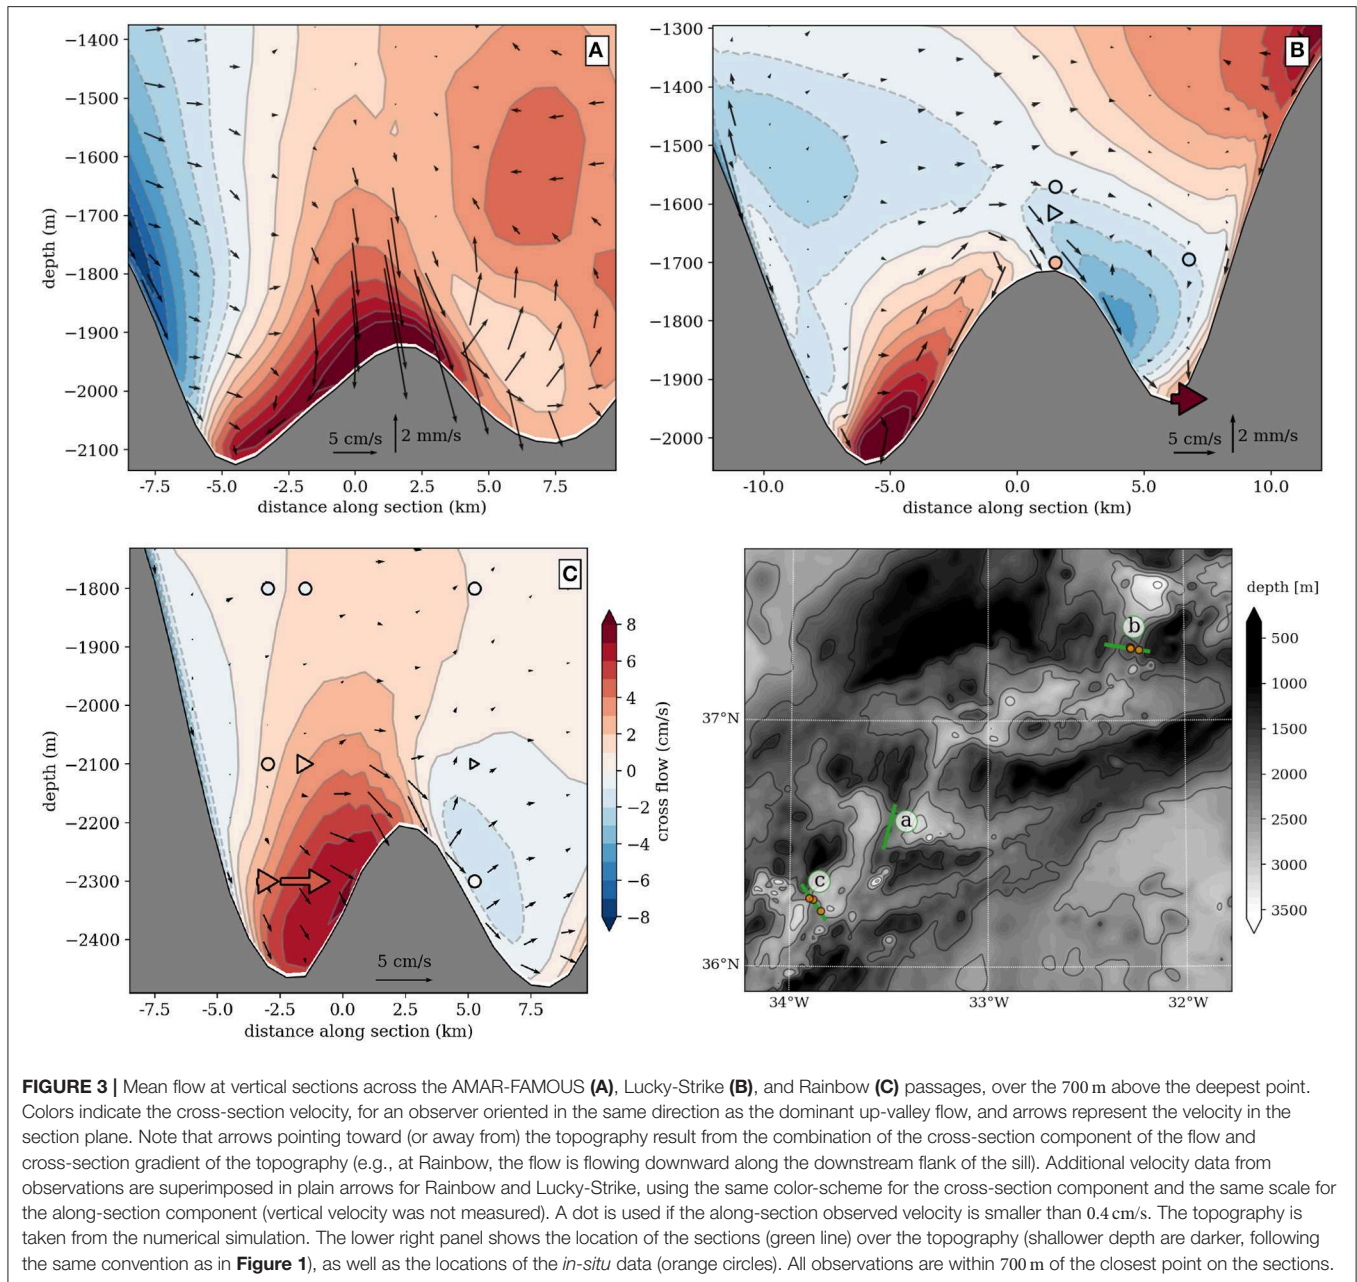 A
−1400
−1500
−1600
−1700
−1800
−1900
−2000
−2100
depth (m)
5 cm/s
2 mm/s
-7.5 -5.0 -2.5 0.0 2.5 5.0 7.5
distance along section (km)
B
−1300
−1400
−1500
−1600
−1700
−1800
−1900
−2000
5 cm/s
2 mm/s
-10.0 -5.0 0.0 5.0 10.0
distance along section (km)
C
−1800
−1900
−2000
−2100
−2200
−2300
−2400
depth (m)
5 cm/s
-7.5 -5.0 -2.5 0.0 2.5 5.0 7.5
distance along section (km)
8
6
4
2
0
−2
−4
−6
−8
cross flow (cm/s)
b
a
c
37°N
36°N
34°W 33°W 32°W
depth [m]
500
1000
1500
2000
2500
3000
3500
FIGURE 3 | Mean flow at vertical sections across the AMAR-FAMOUS (A), Lucky-Strike (B), and Rainbow (C) passages, over the 700 m above the deepest point.
Colors indicate the cross-section velocity, for an observer oriented in the same direction as the dominant up-valley flow, and arrows represent the velocity in the
section plane. Note that arrows pointing toward (or away from) the topography result from the combination of the cross-section component of the flow and
cross-section gradient of the topography (e.g., at Rainbow, the flow is flowing downward along the downstream flank of the sill). Additional velocity data from
observations are superimposed in plain arrows for Rainbow and Lucky-Strike, using the same color-scheme for the cross-section component and the same scale for
the along-section component (vertical velocity was not measured). A dot is used if the along-section observed velocity is smaller than 0.4 cm/s. The topography is
taken from the numerical simulation. The lower right panel shows the location of the sections (green line) over the topography (shallower depth are darker, following
the same convention as in Figure 1), as well as the locations of the in-situ data (orange circles). All observations are within 700 m of the closest point on the sections.